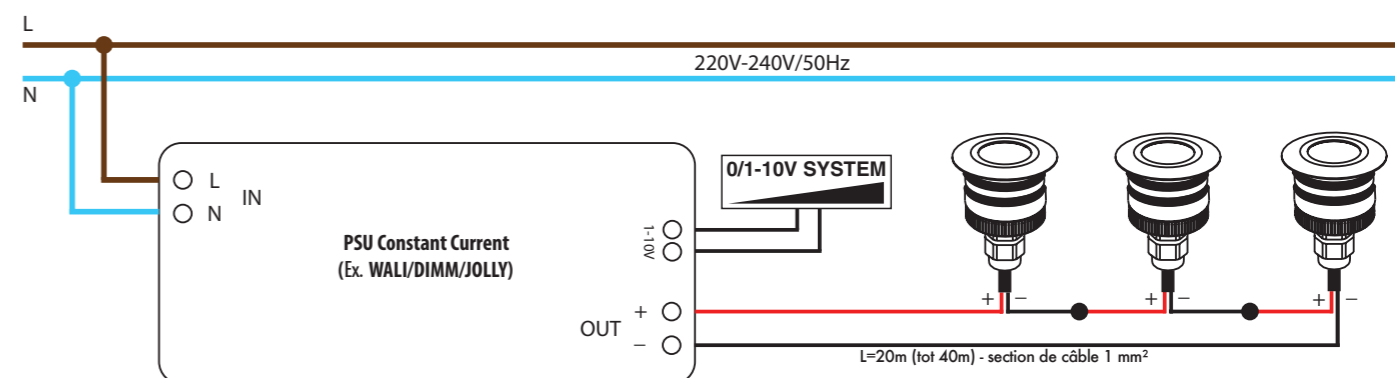 L
220V-240V/50Hz
N
L
IN
N
0/1-10V SYSTEM
1-10V
PSU Constant Current
(Ex. WALI/DIMM/JOLLY)
+ − + − + −
OUT +
−
L=20m (tot 40m) - section de câble 1 mm²